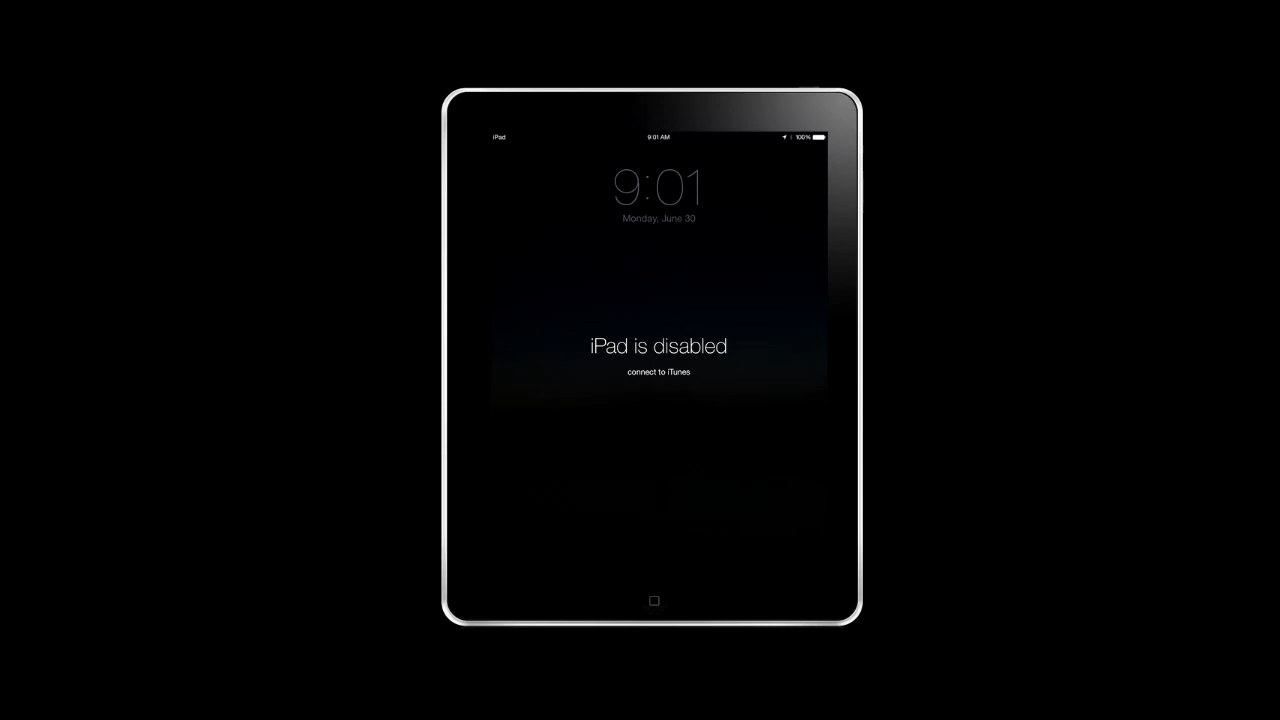 iPad 9:01 AM 100%
9:01
Monday, June 30
iPad is disabled
connect to iTunes